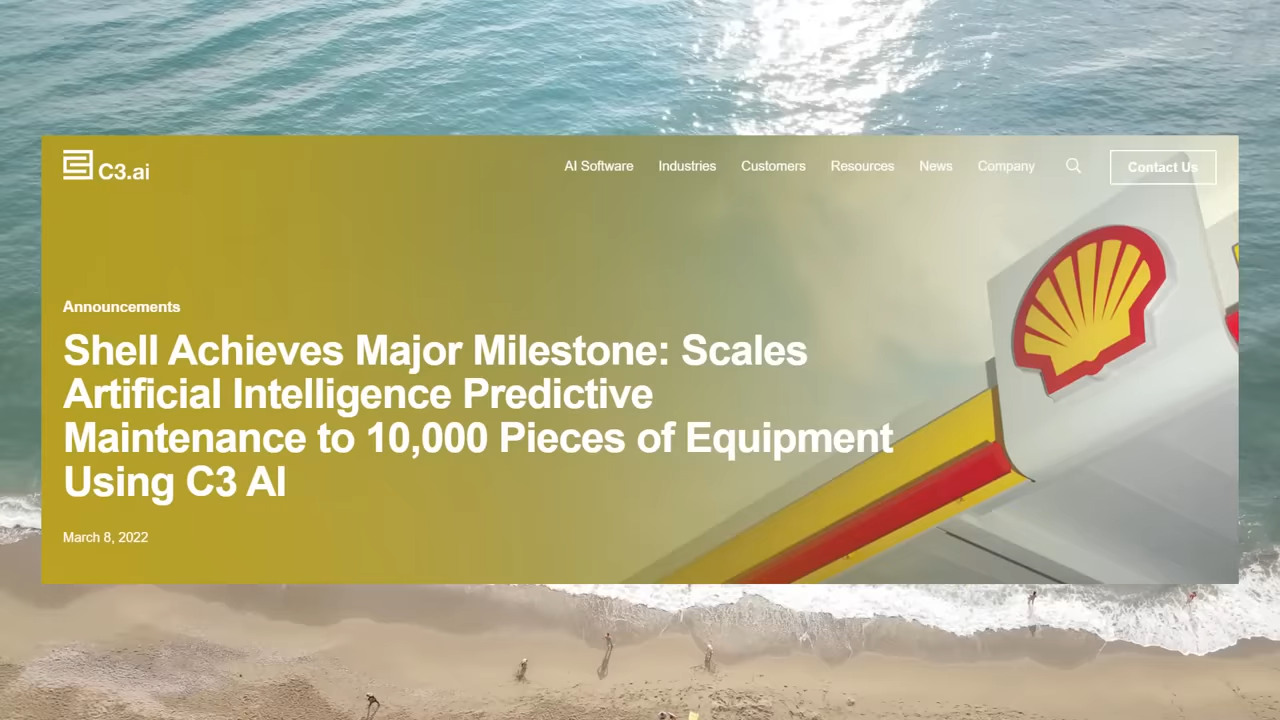 C3.ai
AI Software
Industries
Customers
Resources
News
Company
Contact Us
Announcements
Shell Achieves Major Milestone: Scales
Artificial Intelligence Predictive
Maintenance to 10,000 Pieces of Equipment
Using C3 AI
March 8, 2022